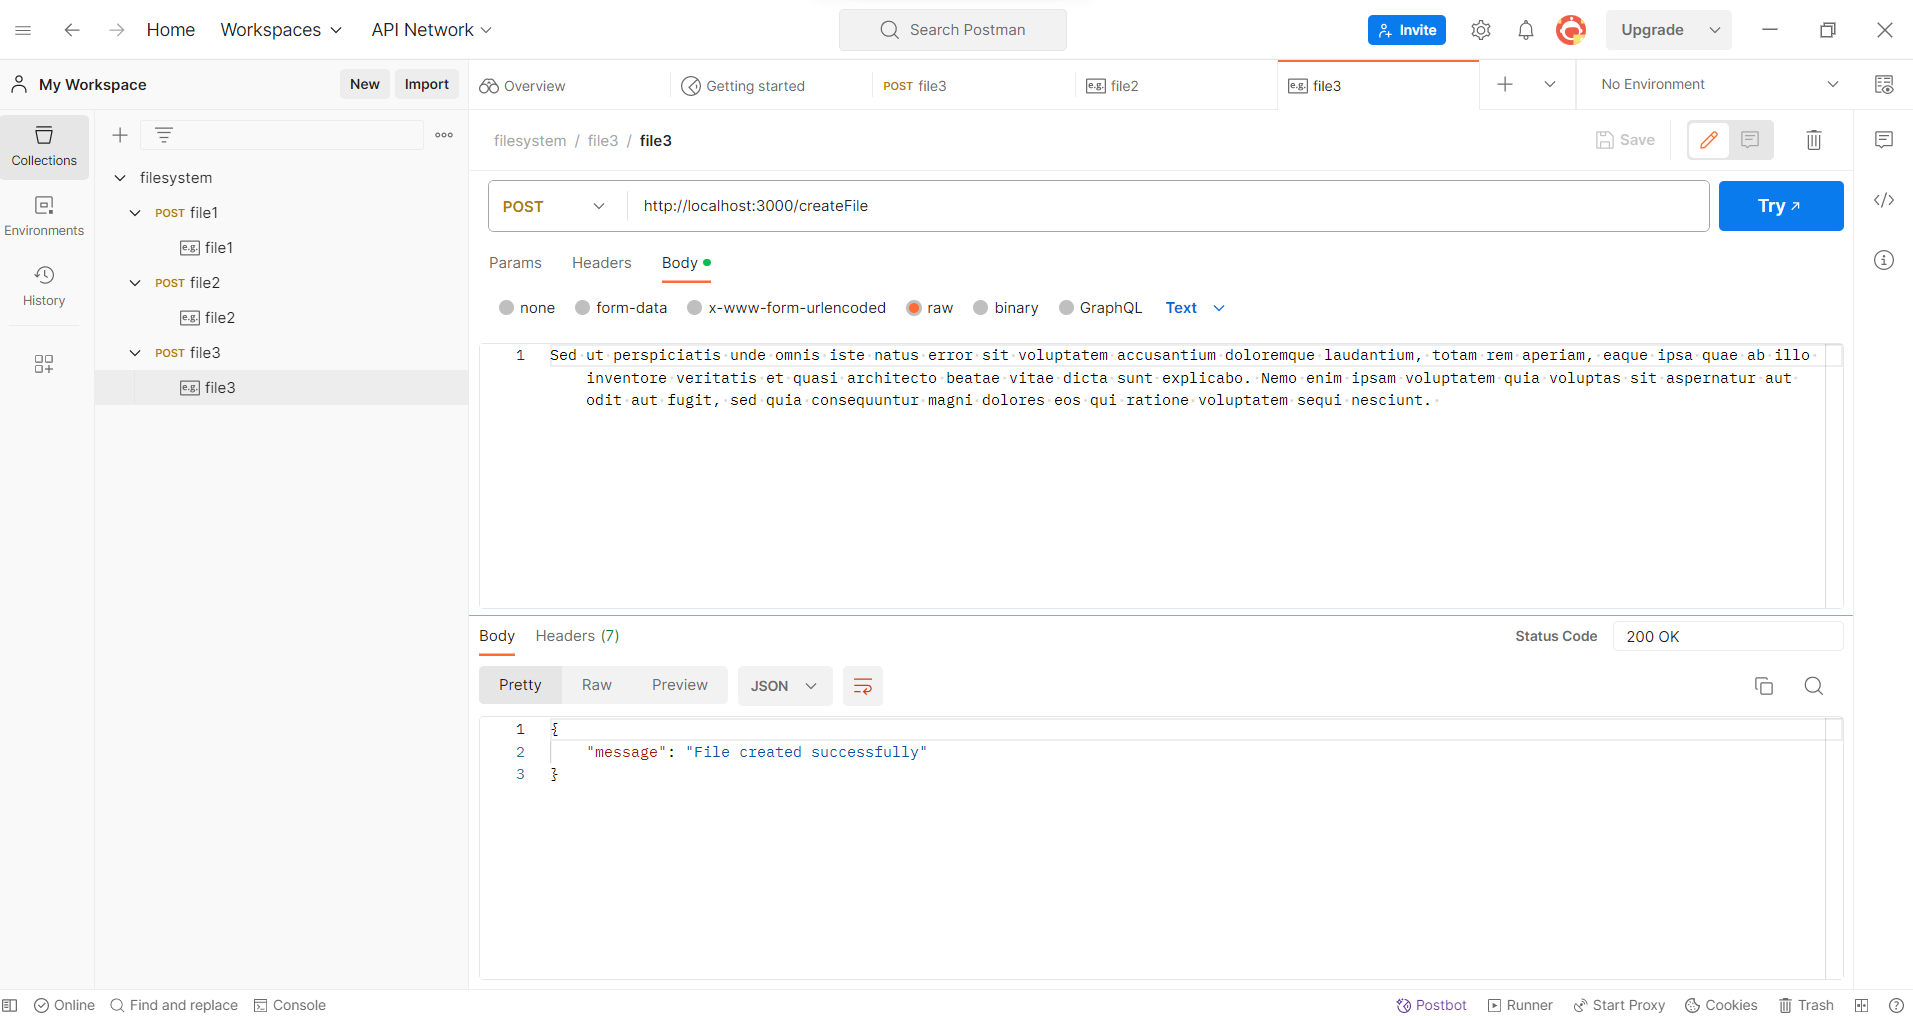 Home Workspaces API Network Search Postman Invite Upgrade
My Workspace New Import Overview Getting started POST file3 e.g. file2 e.g. file3 No Environment
Collections
Environments
History
filesystem
POST file1
e.g. file1
POST file2
e.g. file2
POST file3
e.g. file3
filesystem / file3 / file3 Save
POST http://localhost:3000/createFile Try
Params Headers Body
none form-data x-www-form-urlencoded raw binary GraphQL Text
1 Sed ut perspiciatis unde omnis iste natus error sit voluptatem accusantium doloremque laudantium, totam rem aperiam, eaque ipsa quae ab illo
inventore veritatis et quasi architecto beatae vitae dicta sunt explicabo. Nemo enim ipsam voluptatem quia voluptas sit aspernatur aut
odit aut fugit, sed quia consequuntur magni dolores eos qui ratione voluptatem sequi nesciunt.
Body Headers (7) Status Code 200 OK
Pretty Raw Preview JSON
1 {
2 "message": "File created successfully"
3 }
Online Find and replace Console Postbot Runner Start Proxy Cookies Trash